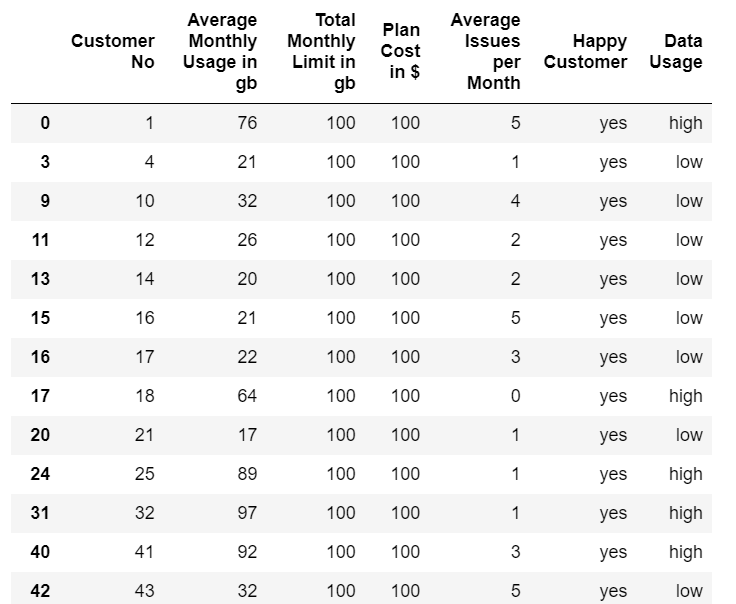 Customer No Average Monthly Usage in gb Total Monthly Limit in gb Plan Cost in $ Average Issues per Month Happy Customer Data Usage
0 1 76 100 100 5 yes high
3 4 21 100 100 1 yes low
9 10 32 100 100 4 yes low
11 12 26 100 100 2 yes low
13 14 20 100 100 2 yes low
15 16 21 100 100 5 yes low
16 17 22 100 100 3 yes low
17 18 64 100 100 0 yes high
20 21 17 100 100 1 yes low
24 25 89 100 100 1 yes high
31 32 97 100 100 1 yes high
40 41 92 100 100 3 yes high
42 43 32 100 100 5 yes low